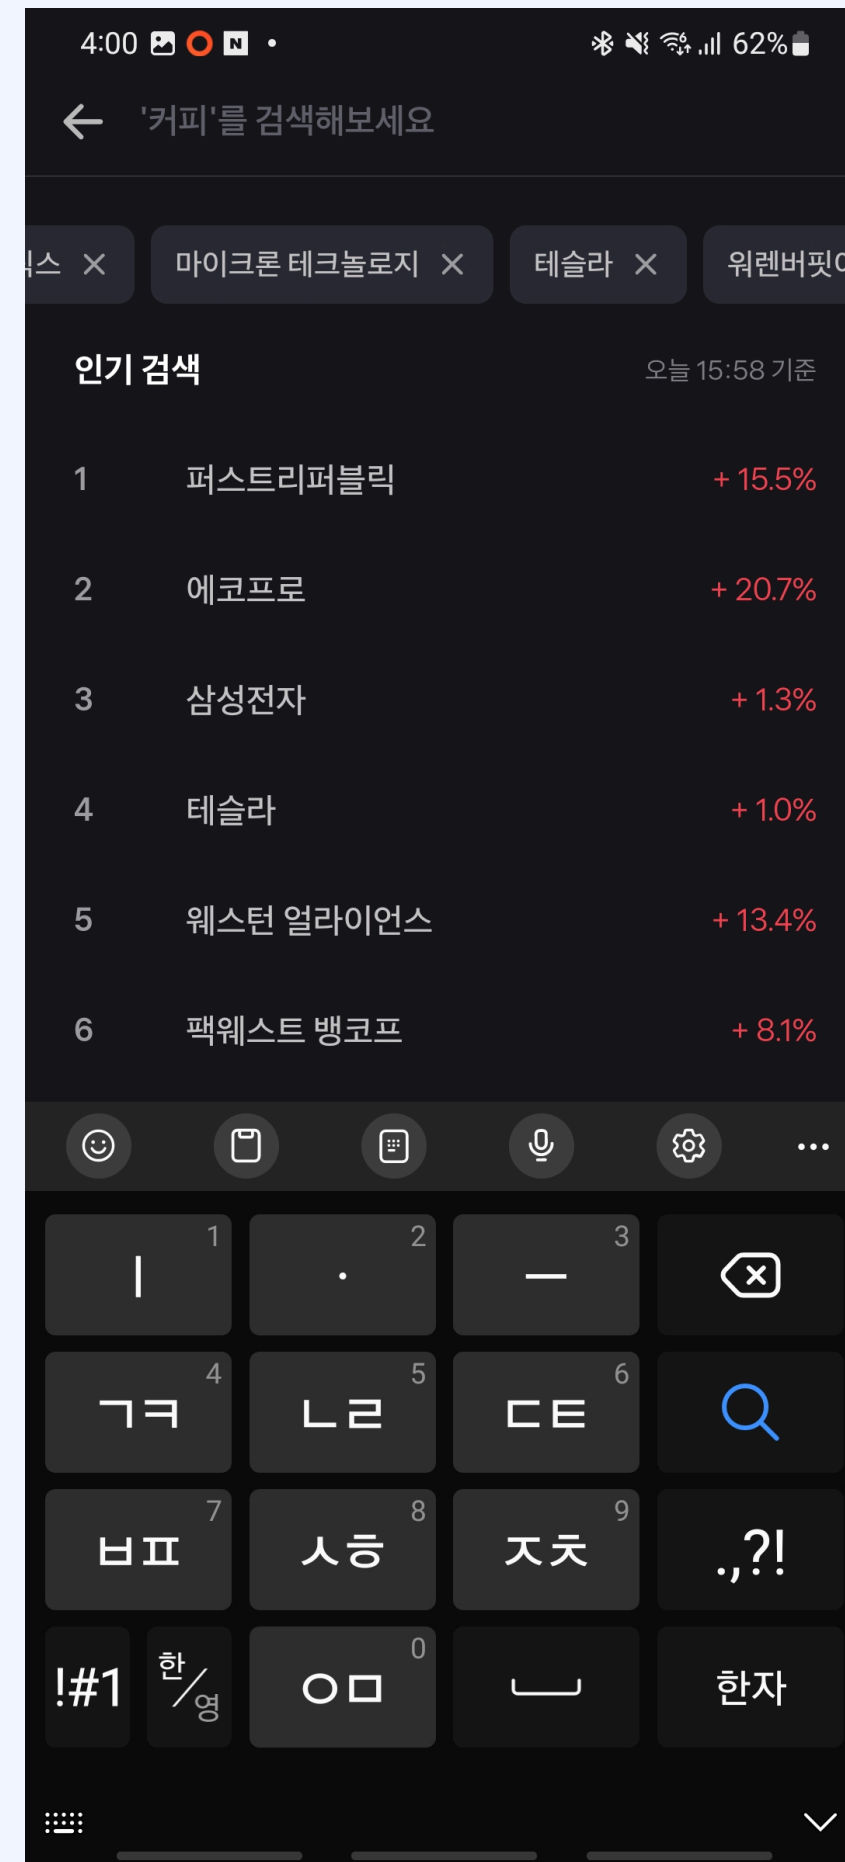 4:00 N 62%
'커피'를 검색해보세요
스 마이크론 테크놀로지 테슬라 워렌버핏
인기 검색 오늘 15:58 기준
1 퍼스트리퍼블릭 + 15.5%
2 에코프로 + 20.7%
3 삼성전자 + 1.3%
4 테슬라 + 1.0%
5 웨스턴 얼라이언스 + 13.4%
6 팩웨스트 뱅코프 + 8.1%
ㅣ 1 · 2 ㅡ 3
ㄱㅋ 4 ㄴㄹ 5 ㄷㅌ 6
ㅂㅍ 7 ㅅㅎ 8 ㅈㅊ 9 .,?!
!#1 한/영 ㅇㅁ 0 한자